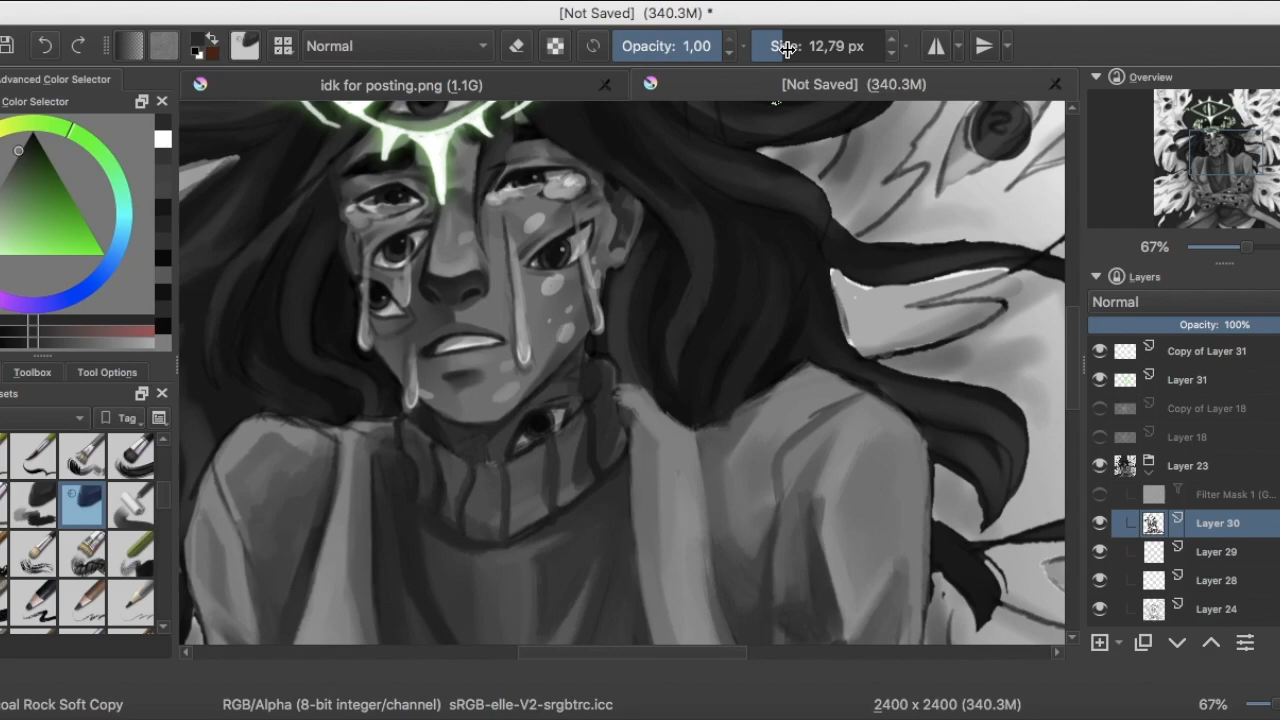 [Not Saved]  (340.3M) *
Normal
Opacity: 1,00
Size: 12,79 px
Advanced Color Selector
idk for posting.png (1.1G)
[Not Saved]  (340.3M)
Overview
Color Selector
67%
Layers
Normal
Opacity: 100%
Copy of Layer 31
Toolbox
Tool Options
Layer 31
Copy of Layer 18
Tag
Layer 18
Layer 23
Filter Mask 1 (G...
Layer 30
Layer 29
Layer 28
Layer 24
oal Rock Soft Copy
RGB/Alpha (8-bit integer/channel)  sRGB-elle-V2-srgbtrc.icc
2400 x 2400 (340.3M)
67%